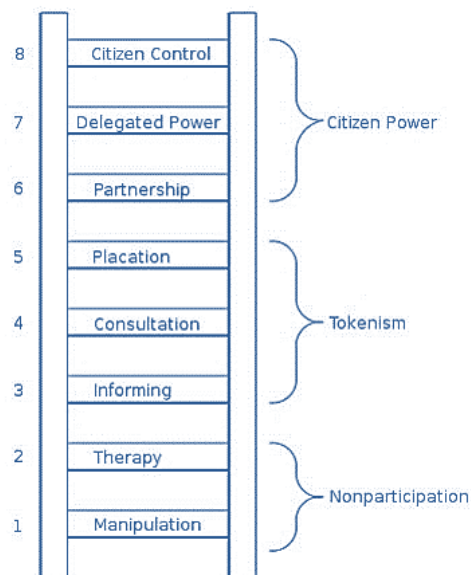 8 Citizen Control
7 Delegated Power
Citizen Power
6 Partnership
5 Placation
4 Consultation
Tokenism
3 Informing
2 Therapy
Nonparticipation
1 Manipulation